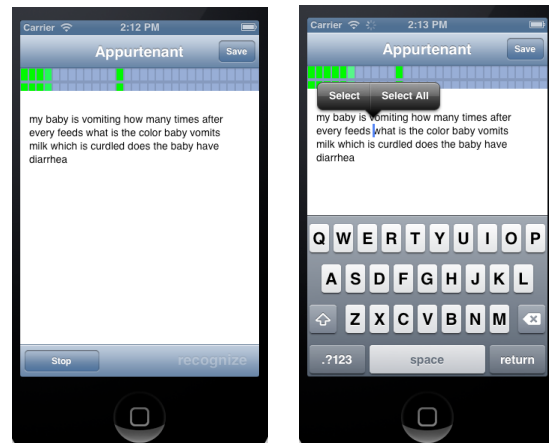 Carrier 2:12 PM
Appurtenant Save
my baby is vomiting how many times after
every feeds what is the color baby vomits
milk which is curdled does the baby have
diarrhea
Stop recognize
Carrier 2:13 PM
Appurtenant Save
Select Select All
my baby is vomiting how many times after
every feeds what is the color baby vomits
milk which is curdled does the baby have
diarrhea
Q W E R T Y U I O P
A S D F G H J K L
Z X C V B N M
.?123 space return